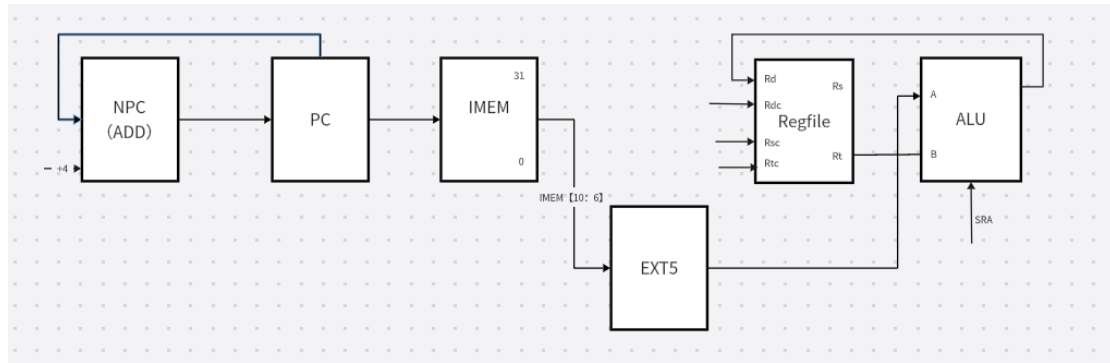 NPC
（ADD）
+4
PC
IMEM
31
0
IMEM【10：6】
EXT5
Rd
Rdc
Rsc
Rtc
Regfile
Rs
Rt
A
B
ALU
SRA